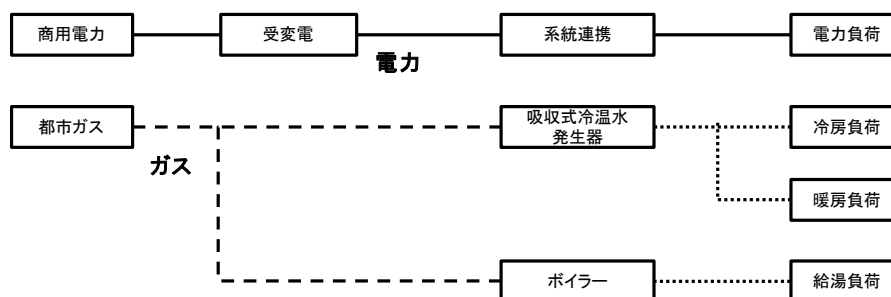 商用電力
受変電
系統連携
電力負荷
電力
都市ガス
吸収式冷温水
発生器
冷房負荷
ガス
暖房負荷
ボイラー
給湯負荷